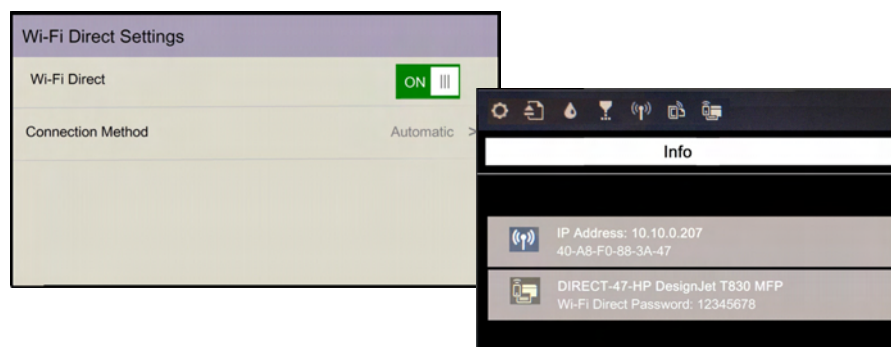 Wi-Fi Direct Settings
Wi-Fi Direct
ON
Connection Method
Automatic >
Info
IP Address: 10.10.0.207
40-A8-F0-88-3A-47
DIRECT-47-HP DesignJet T830 MFP
Wi-Fi Direct Password: 12345678